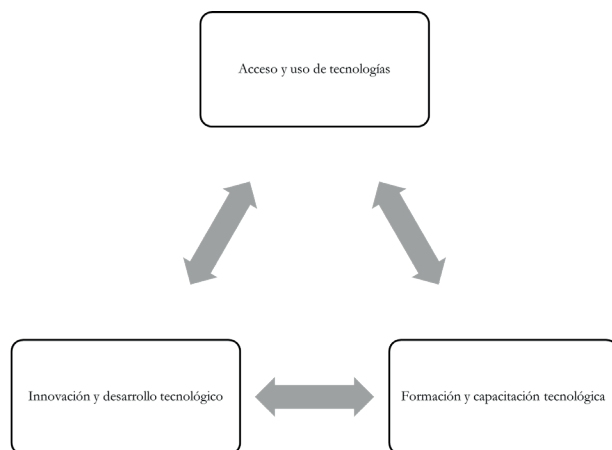 Acceso y uso de tecnologías
Innovación y desarrollo tecnológico
Formación y capacitación tecnológica